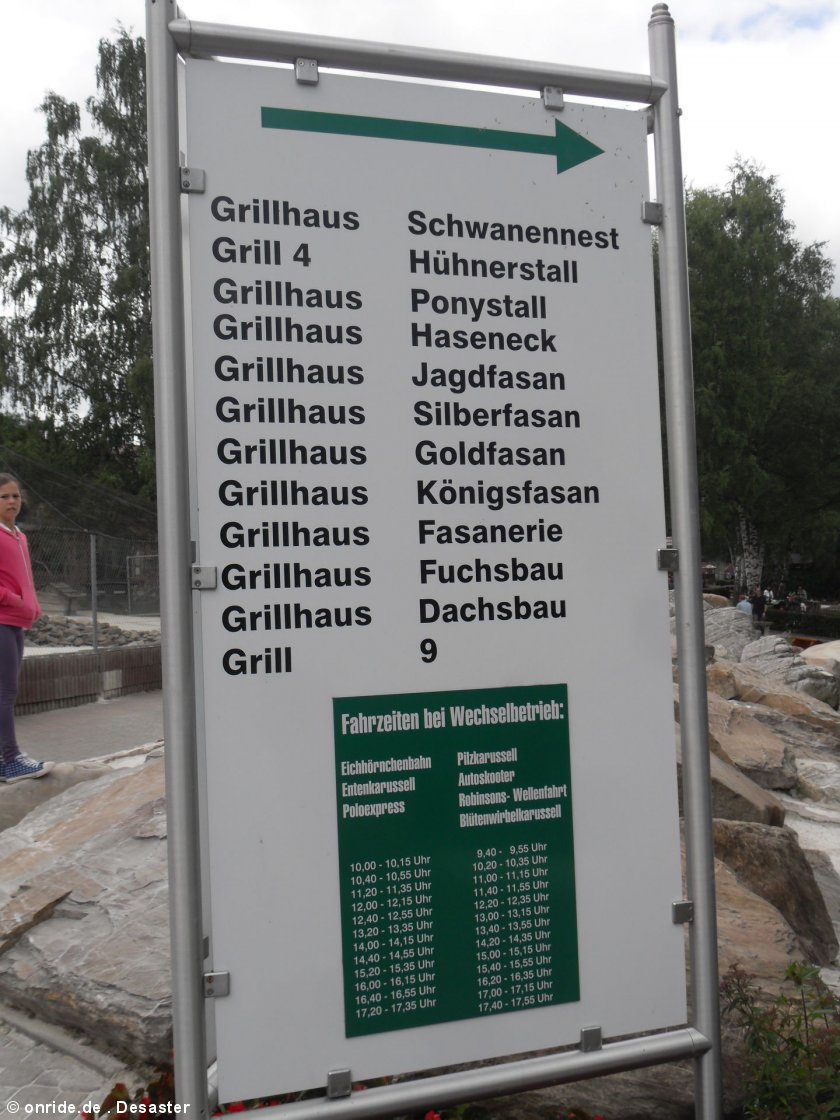 Grillhaus Schwanennest
Grill 4 Hühnerstall
Grillhaus Ponystall
Grillhaus Haseneck
Grillhaus Jagdfasan
Grillhaus Silberfasan
Grillhaus Goldfasan
Grillhaus Königsfasan
Grillhaus Fasanerie
Grillhaus Fuchsbau
Grillhaus Dachsbau
Grill 9
Fahrzeiten bei Wechselbetrieb:
Eichhörnchenbahn
Entenkarussell
Poloexpress
Pilzkarussell
Autoskooter
Robinsons- Wellenfahrt
Blütenwirbelkarussell
10,00 - 10,15 Uhr
10,40 - 10,55 Uhr
11,20 - 11,35 Uhr
12,00 - 12,15 Uhr
12,40 - 12,55 Uhr
13,20 - 13,35 Uhr
14,00 - 14,15 Uhr
14,40 - 14,55 Uhr
15,20 - 15,35 Uhr
16,00 - 16,15 Uhr
16,40 - 16,55 Uhr
17,20 - 17,35 Uhr
9,40 - 9,55 Uhr
10,20 - 10,35 Uhr
11,00 - 11,15 Uhr
11,40 - 11,55 Uhr
12,20 - 12,35 Uhr
13,00 - 13,15 Uhr
13,40 - 13,55 Uhr
14,20 - 14,35 Uhr
15,00 - 15,15 Uhr
15,40 - 15,55 Uhr
16,20 - 16,35 Uhr
17,00 - 17,15 Uhr
17,40 - 17,55 Uhr
© onride.de . Desaster